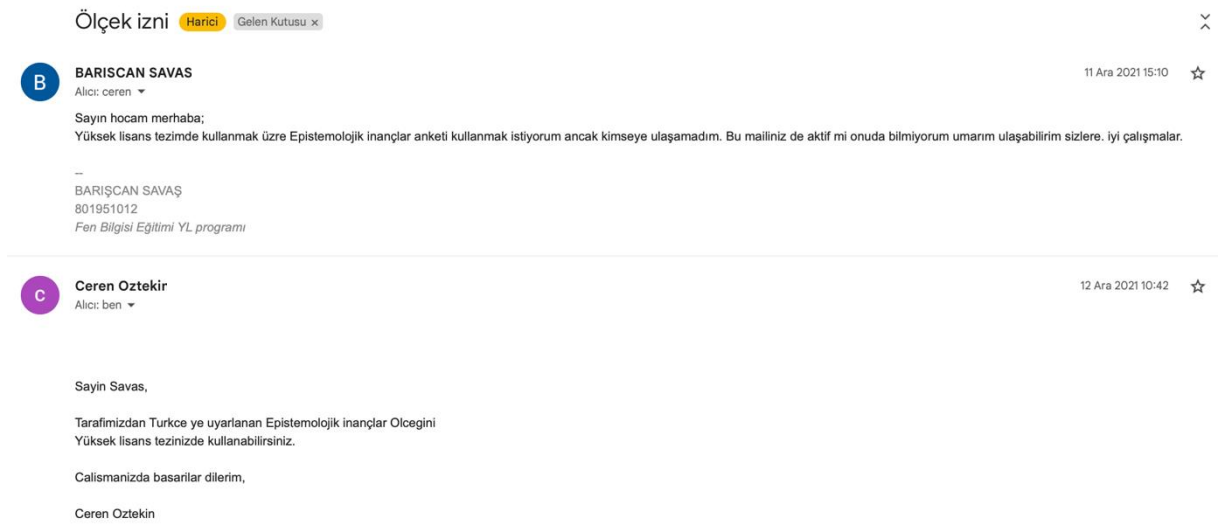 Ölçek izni Harici Gelen Kutusu x
B
BARISCAN SAVAS 11 Ara 2021 15:10
Alıcı: ceren
Sayın hocam merhaba;
Yüksek lisans tezimde kullanmak üzre Epistemolojik inançlar anketi kullanmak istiyorum ancak kimseye ulaşamadım. Bu mailiniz de aktif mi onuda bilmiyorum umarım ulaşabilirim sizlere. iyi çalışmalar.
--
BARIŞCAN SAVAŞ
801951012
Fen Bilgisi Eğitimi YL programı
C
Ceren Oztekin 12 Ara 2021 10:42
Alıcı: ben
Sayin Savas,
Tarafimizdan Turkce ye uyarlanan Epistemolojik inançlar Olcegini
Yüksek lisans tezinizde kullanabilirsiniz.
Calismanizda basarilar dilerim,
Ceren Oztekin